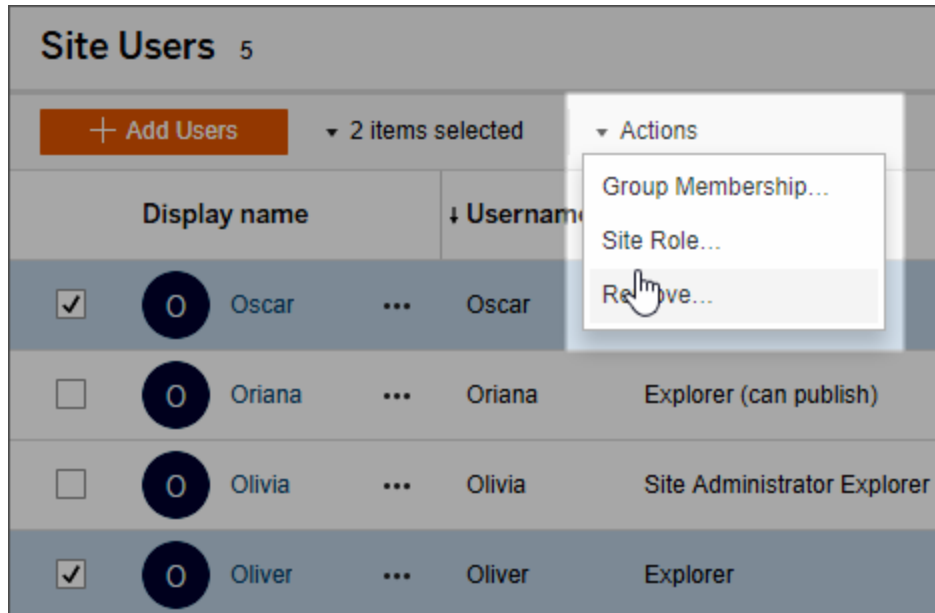 Site Users 5
+ Add Users 2 items selected Actions
Group Membership...
Site Role...
Display name ↓ Usernam
O Oscar ••• Oscar
O Oriana ••• Oriana Explorer (can publish)
O Olivia ••• Olivia Site Administrator Explorer
O Oliver ••• Oliver Explorer